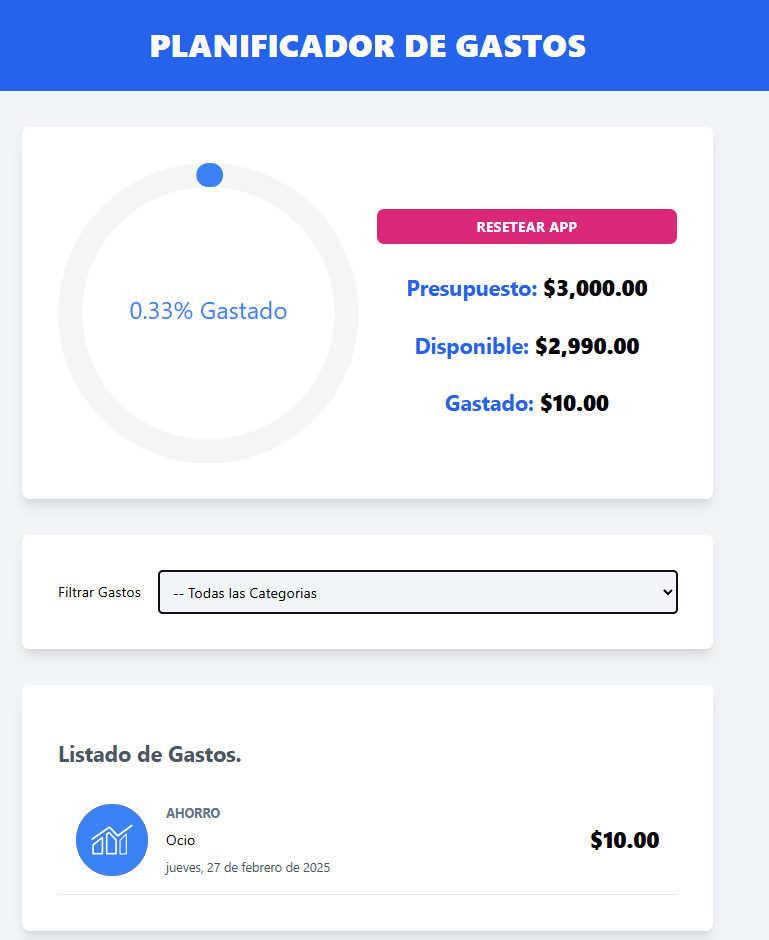 PLANIFICADOR DE GASTOS
0.33% Gastado
RESETEAR APP
Presupuesto: $3,000.00
Disponible: $2,990.00
Gastado: $10.00
Filtrar Gastos
-- Todas las Categorias
Listado de Gastos.
AHORRO
Ocio
jueves, 27 de febrero de 2025
$10.00